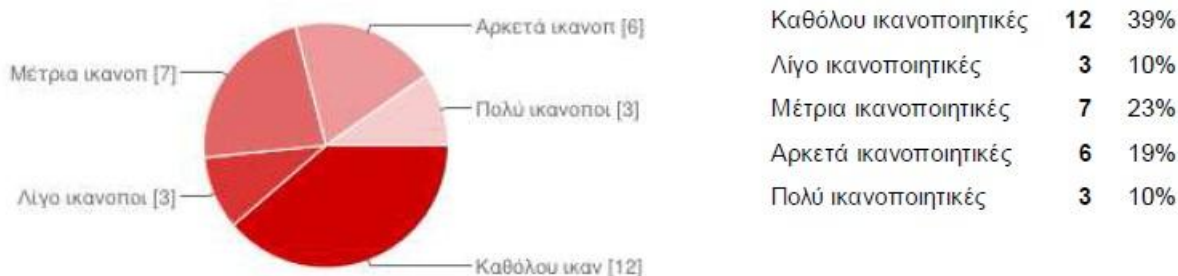 Αρκετά ικανοπ [6]
Μέτρια ικανοπ [7]
Πολύ ικανοποι [3]
Λίγο ικανοποι [3]
Καθόλου ικαν [12]
Καθόλου ικανοποιητικές 12 39%
Λίγο ικανοποιητικές 3 10%
Μέτρια ικανοποιητικές 7 23%
Αρκετά ικανοποιητικές 6 19%
Πολύ ικανοποιητικές 3 10%